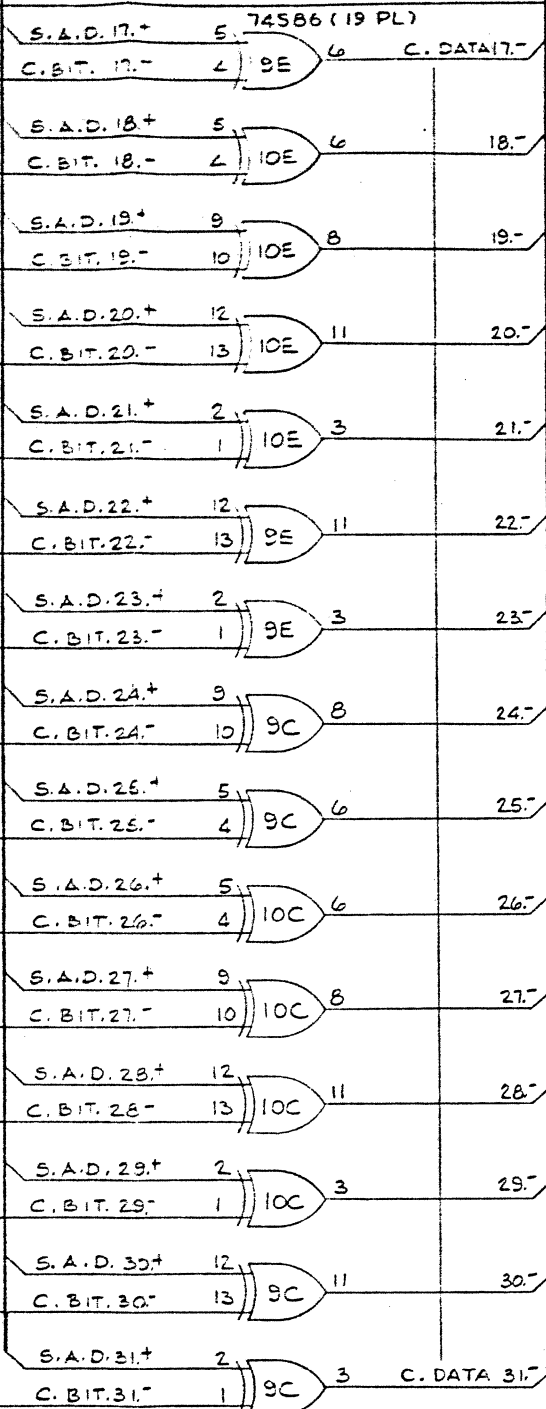 74S86 (19 PL)
S.A.D.17.+ 5 6 C. DATA 17.-
C.BIT. 17.- 4 9E
S.A.D.18.+ 5 6 18.-
C.BIT. 18.- 4 10E
S.A.D.19.+ 9 8 19.-
C.BIT.19.- 10 10E
S.A.D.20.+ 12 11 20.-
C.BIT.20.- 13 10E
S.A.D.21.+ 2 3 21.-
C.BIT.21.- 1 10E
S.A.D.22.+ 12 11 22.-
C.BIT.22.- 13 9E
S.A.D.23.+ 2 3 23.-
C.BIT.23.- 1 9E
S.A.D.24.+ 9 8 24.-
C.BIT.24.- 10 9C
S.A.D.25.+ 5 6 25.-
C.BIT.25.- 4 9C
S.A.D.26.+ 5 6 26.-
C.BIT.26.- 4 10C
S.A.D.27.+ 9 8 27.-
C.BIT.27.- 10 10C
S.A.D.28.+ 12 11 28.-
C.BIT.28- 13 10C
S.A.D.29.+ 2 3 29.-
C.BIT.29.- 1 10C
S.A.D.30.+ 12 11 30.-
C.BIT.30.- 13 9C
S.A.D.31.+ 2 3 C. DATA 31.-
C.BIT.31.- 1 9C